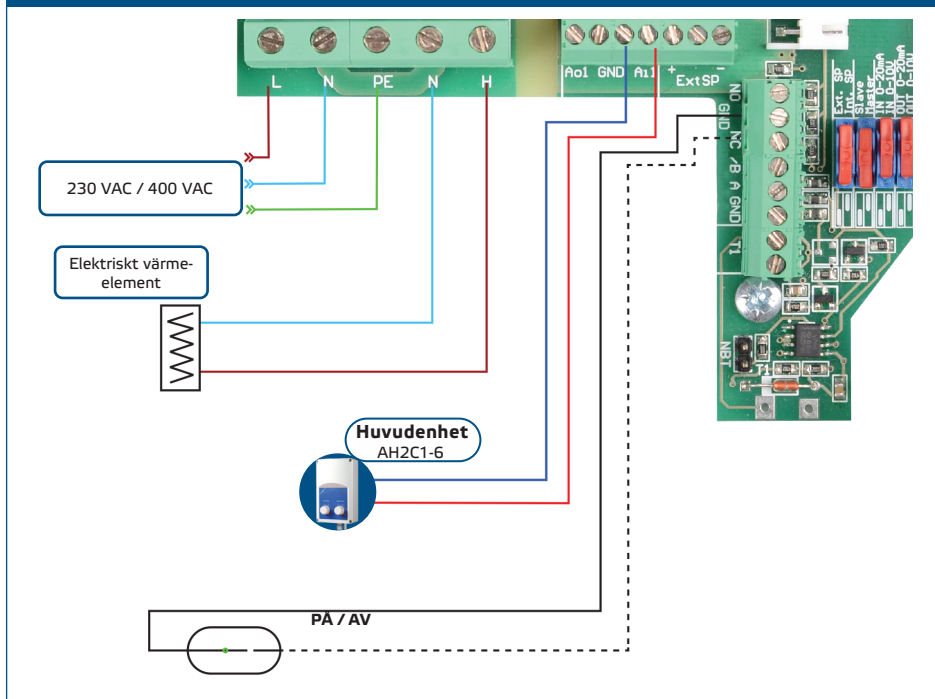 L N PE N H
Ao1 GND Ai1 + ExtSP -
NO
GND
NC
/B
A
GND
T1
Ext. SP
Int. SP
Slave
Master
IN 0-20mA
IN 0-10V
OUT 0-20mA
OUT 0-10V
230 VAC / 400 VAC
Elektriskt värme-
element
NBT
T1
Huvudenhet
AH2C1-6
PÅ / AV